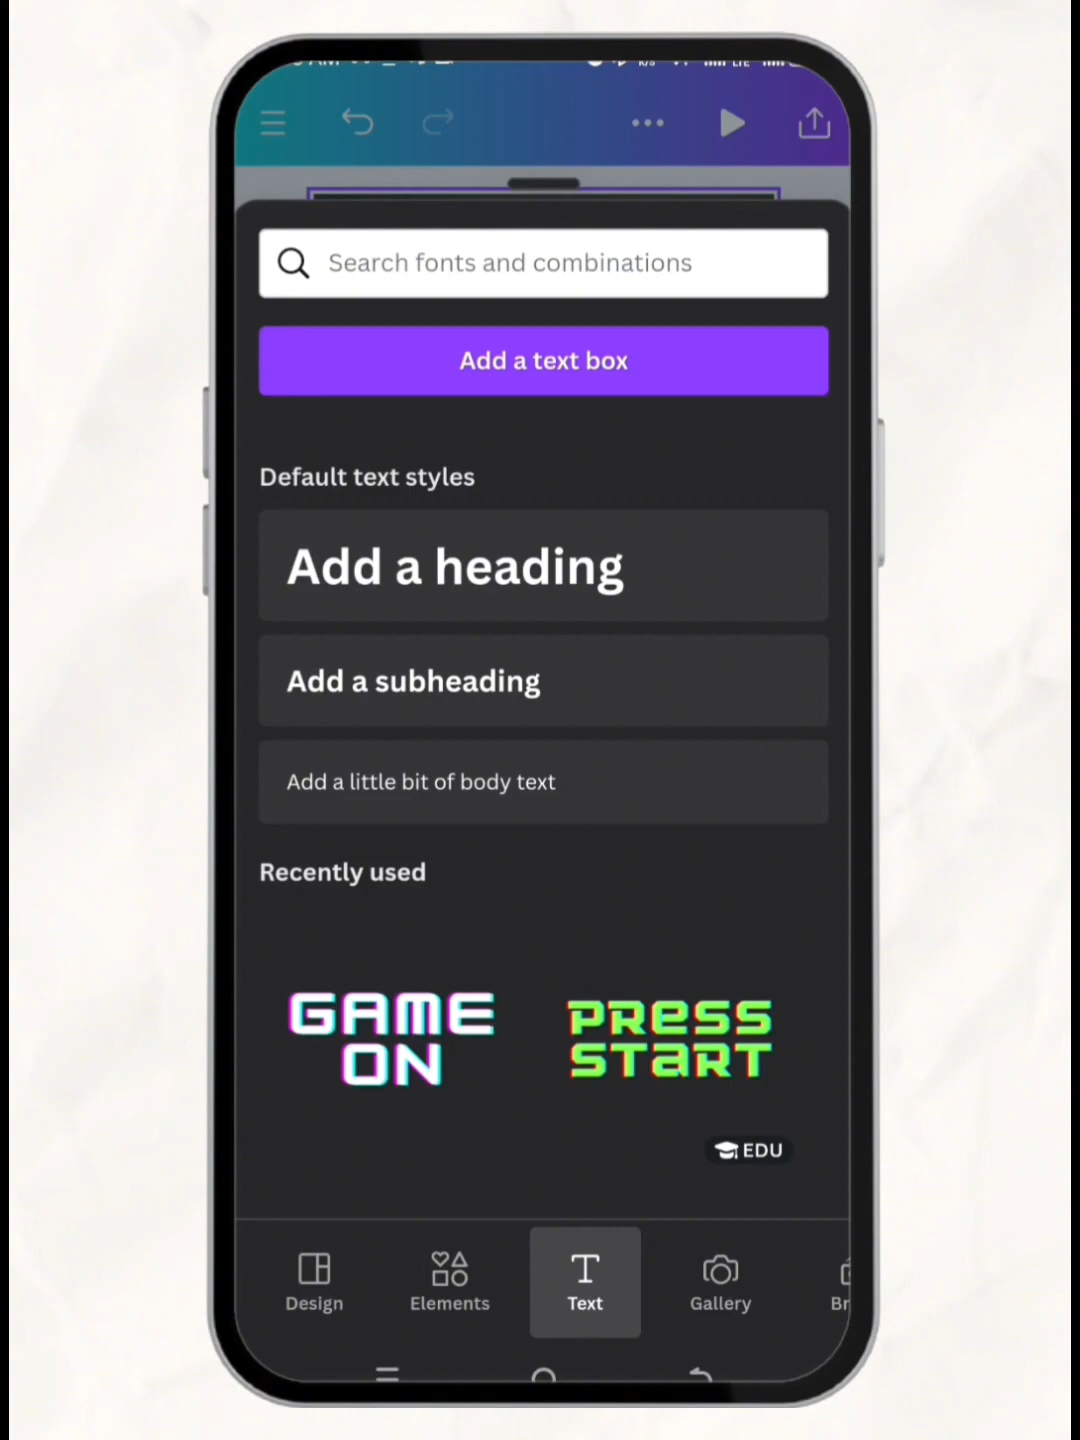 Search fonts and combinations
Add a text box
Default text styles
Add a heading
Add a subheading
Add a little bit of body text
Recently used
GAME
ON
PRESS
START
EDU
Design
Elements
Text
Gallery
Br